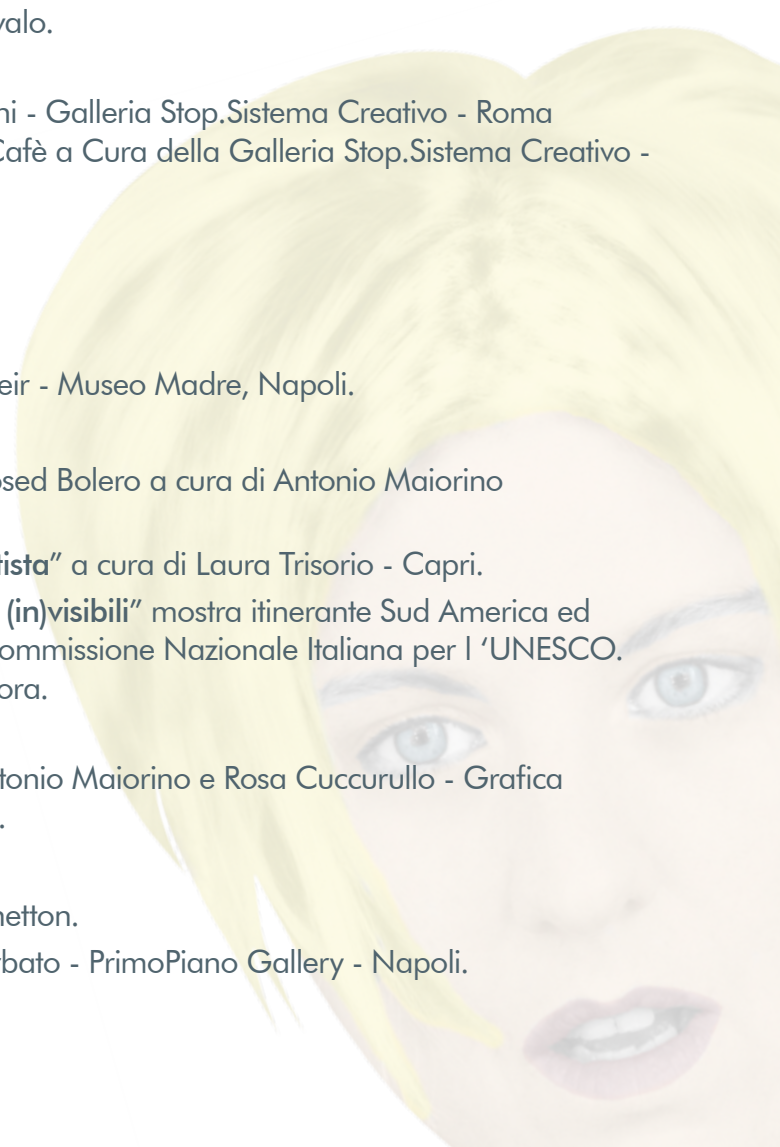 valo.
ni - Galleria Stop.Sistema Creativo - Roma
Cafè a Cura della Galleria Stop.Sistema Creativo -
eir - Museo Madre, Napoli.
osed Bolero a cura di Antonio Maiorino
tista” a cura di Laura Trisorio - Capri.
(in)visibili” mostra itinerante Sud America ed
ommissione Nazionale Italiana per l ‘UNESCO.
ora.
tonio Maiorino e Rosa Cuccurullo - Grafica
.
netton.
rbato - PrimoPiano Gallery - Napoli.